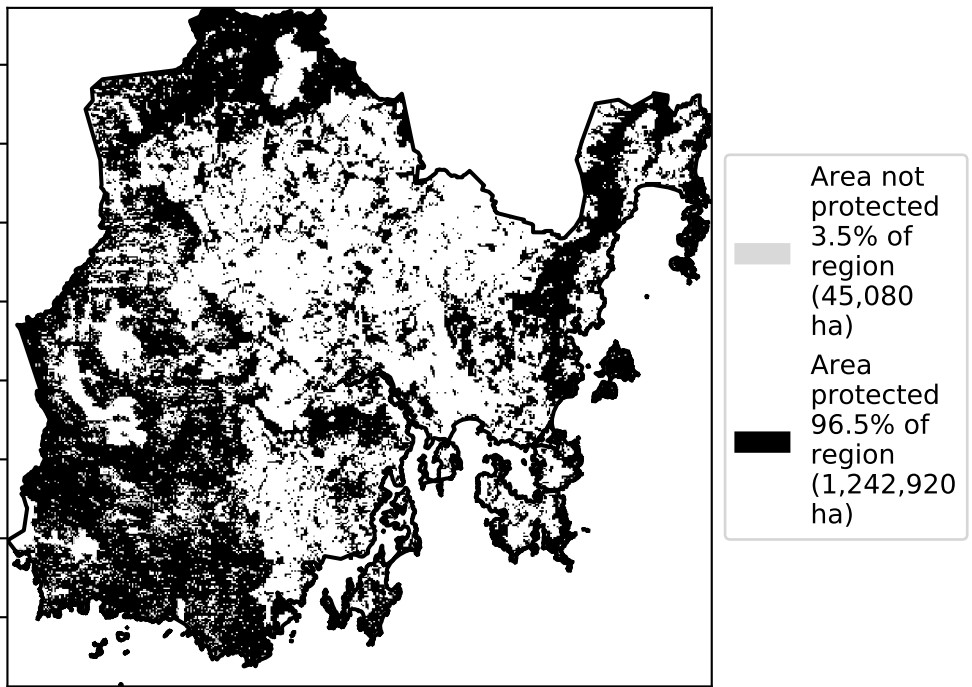 Area not
protected
3.5% of
region
(45,080
ha)
Area
protected
96.5% of
region
(1,242,920
ha)